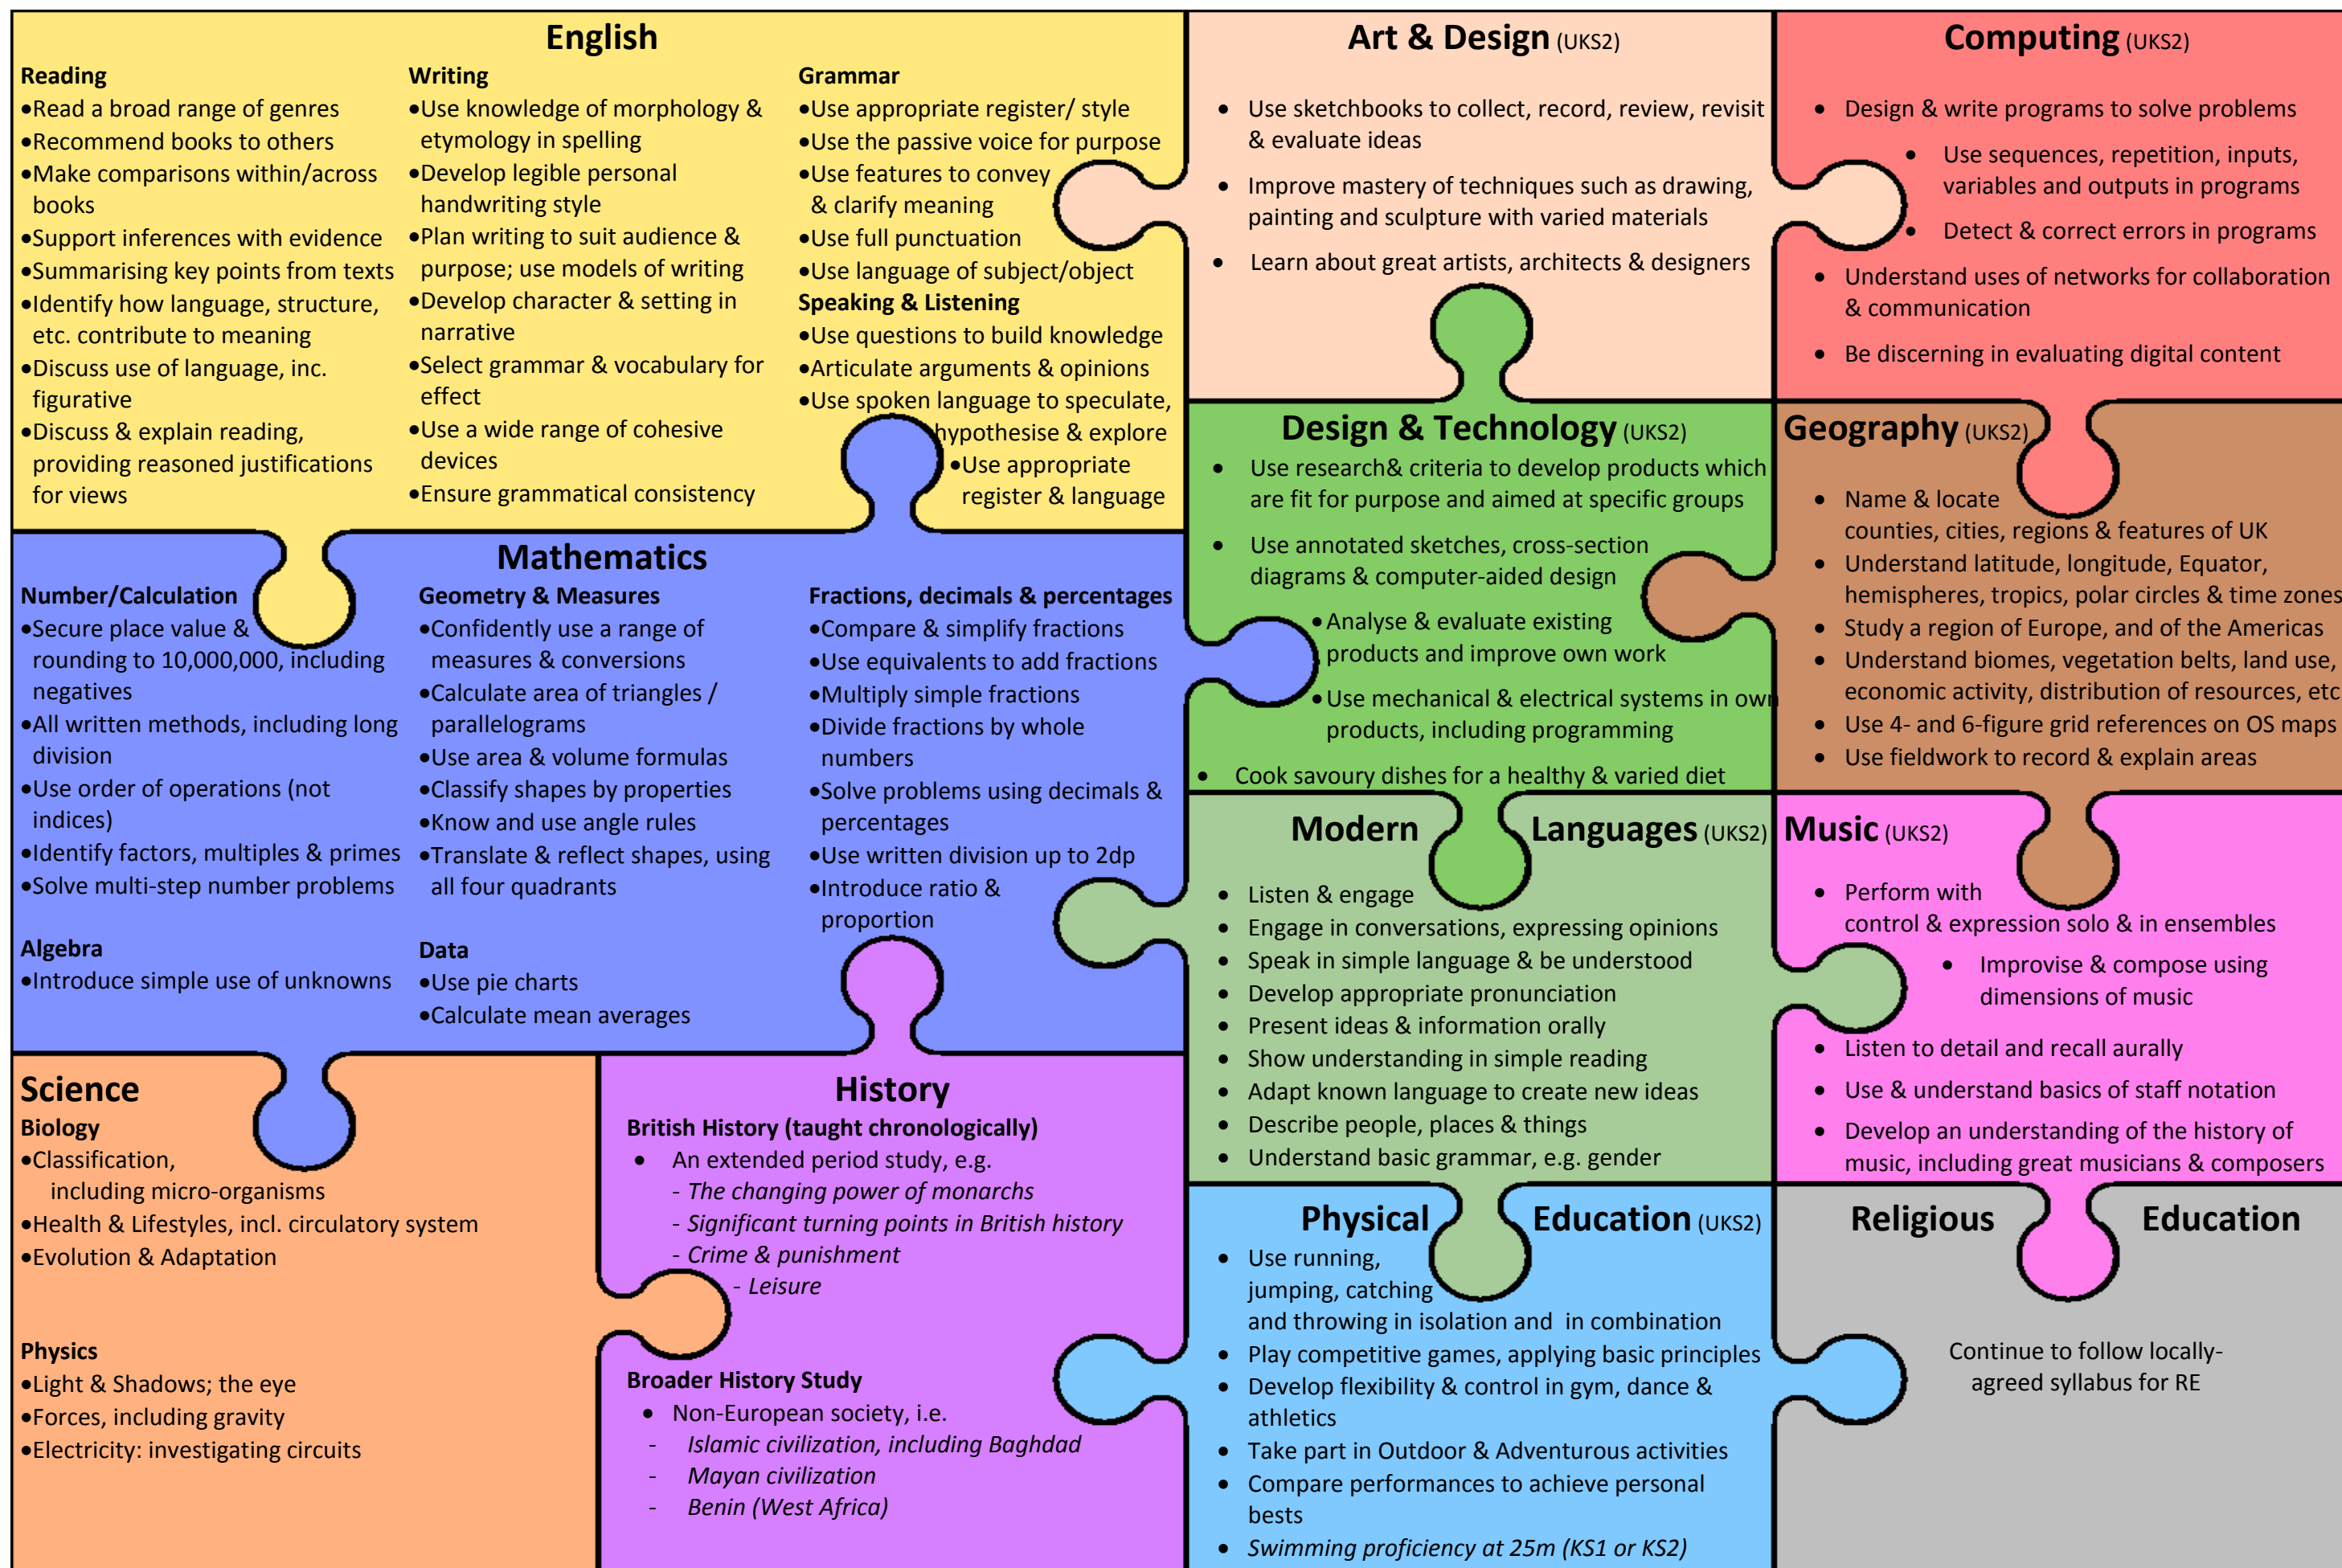 English
Reading
•Read a broad range of genres
•Recommend books to others
•Make comparisons within/across
books
•Support inferences with evidence
•Summarising key points from texts
•Identify how language, structure,
etc. contribute to meaning
•Discuss use of language, inc.
figurative
•Discuss & explain reading,
providing reasoned justifications
for views
Writing
•Use knowledge of morphology &
etymology in spelling
•Develop legible personal
handwriting style
•Plan writing to suit audience &
purpose; use models of writing
•Develop character & setting in
narrative
•Select grammar & vocabulary for
effect
•Use a wide range of cohesive
devices
•Ensure grammatical consistency
Grammar
•Use appropriate register/ style
•Use the passive voice for purpose
•Use features to convey
& clarify meaning
•Use full punctuation
•Use language of subject/object
Speaking & Listening
•Use questions to build knowledge
•Articulate arguments & opinions
•Use spoken language to speculate,
hypothesise & explore
•Use appropriate
register & language
Art & Design (UKS2)
• Use sketchbooks to collect, record, review, revisit
& evaluate ideas
• Improve mastery of techniques such as drawing,
painting and sculpture with varied materials
• Learn about great artists, architects & designers
Computing (UKS2)
• Design & write programs to solve problems
• Use sequences, repetition, inputs,
variables and outputs in programs
• Detect & correct errors in programs
• Understand uses of networks for collaboration
& communication
• Be discerning in evaluating digital content
Mathematics
Number/Calculation
•Secure place value &
rounding to 10,000,000, including
negatives
•All written methods, including long
division
•Use order of operations (not
indices)
•Identify factors, multiples & primes
•Solve multi-step number problems
Algebra
•Introduce simple use of unknowns
Geometry & Measures
•Confidently use a range of
measures & conversions
•Calculate area of triangles /
parallelograms
•Use area & volume formulas
•Classify shapes by properties
•Know and use angle rules
•Translate & reflect shapes, using
all four quadrants
Data
•Use pie charts
•Calculate mean averages
Fractions, decimals & percentages
•Compare & simplify fractions
•Use equivalents to add fractions
•Multiply simple fractions
•Divide fractions by whole
numbers
•Solve problems using decimals &
percentages
•Use written division up to 2dp
•Introduce ratio &
proportion
Design & Technology (UKS2)
• Use research& criteria to develop products which
are fit for purpose and aimed at specific groups
• Use annotated sketches, cross-section
diagrams & computer-aided design
•Analyse & evaluate existing
products and improve own work
•Use mechanical & electrical systems in own
products, including programming
• Cook savoury dishes for a healthy & varied diet
Geography (UKS2)
• Name & locate
counties, cities, regions & features of UK
• Understand latitude, longitude, Equator,
hemispheres, tropics, polar circles & time zones
• Study a region of Europe, and of the Americas
• Understand biomes, vegetation belts, land use,
economic activity, distribution of resources, etc
• Use 4- and 6-figure grid references on OS maps
• Use fieldwork to record & explain areas
Modern Languages (UKS2)
• Listen & engage
• Engage in conversations, expressing opinions
• Speak in simple language & be understood
• Develop appropriate pronunciation
• Present ideas & information orally
• Show understanding in simple reading
• Adapt known language to create new ideas
• Describe people, places & things
• Understand basic grammar, e.g. gender
Music (UKS2)
• Perform with
control & expression solo & in ensembles
• Improvise & compose using
dimensions of music
• Listen to detail and recall aurally
• Use & understand basics of staff notation
• Develop an understanding of the history of
music, including great musicians & composers
Science
Biology
•Classification,
including micro-organisms
•Health & Lifestyles, incl. circulatory system
•Evolution & Adaptation
Physics
•Light & Shadows; the eye
•Forces, including gravity
•Electricity: investigating circuits
History
British History (taught chronologically)
• An extended period study, e.g.
- The changing power of monarchs
- Significant turning points in British history
- Crime & punishment
- Leisure
Broader History Study
• Non-European society, i.e.
- Islamic civilization, including Baghdad
- Mayan civilization
- Benin (West Africa)
Physical Education (UKS2)
• Use running,
jumping, catching
and throwing in isolation and in combination
• Play competitive games, applying basic principles
• Develop flexibility & control in gym, dance &
athletics
• Take part in Outdoor & Adventurous activities
• Compare performances to achieve personal
bests
• Swimming proficiency at 25m (KS1 or KS2)
Religious Education
Continue to follow locally-
agreed syllabus for RE